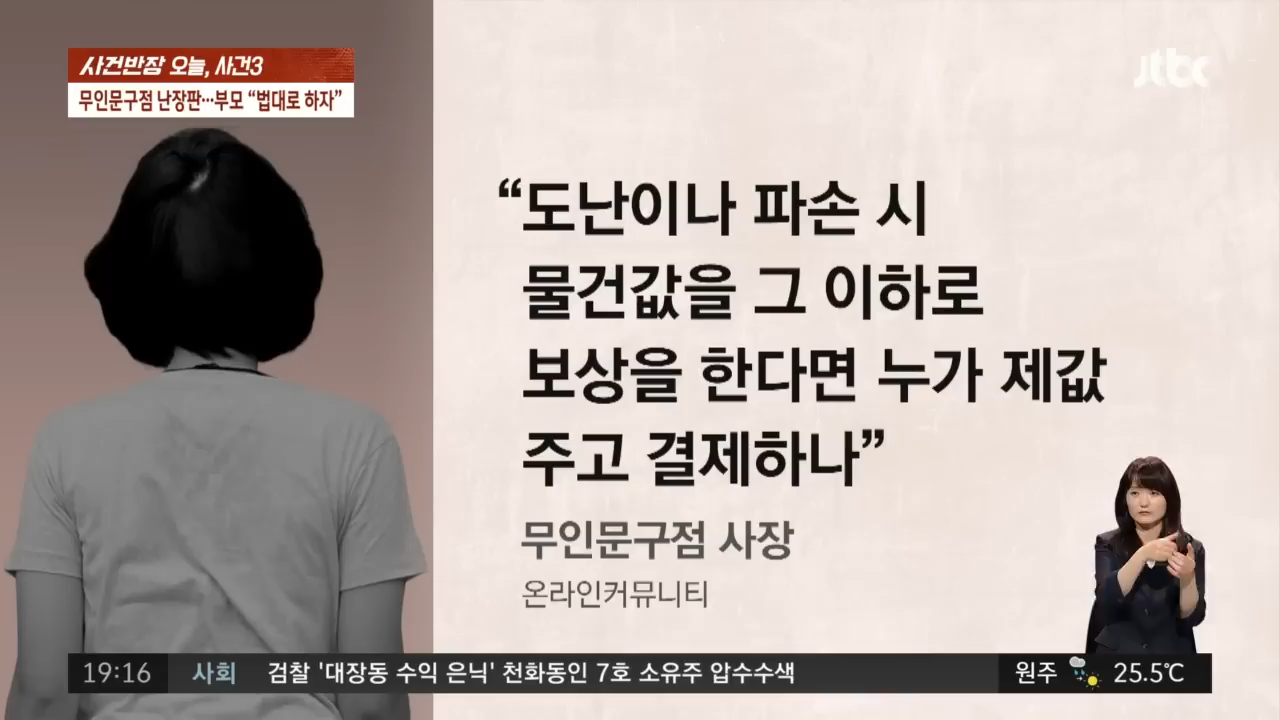 사건반장 오늘, 사건3
무인문구점 난장판…부모 “법대로 하자”
jtbc
“도난이나 파손 시
물건값을 그 이하로
보상을 한다면 누가 제값
주고 결제하나”
무인문구점 사장
온라인커뮤니티
19:16 사회 검찰 '대장동 수익 은닉' 천화동인 7호 소유주 압수수색 원주 25.5℃